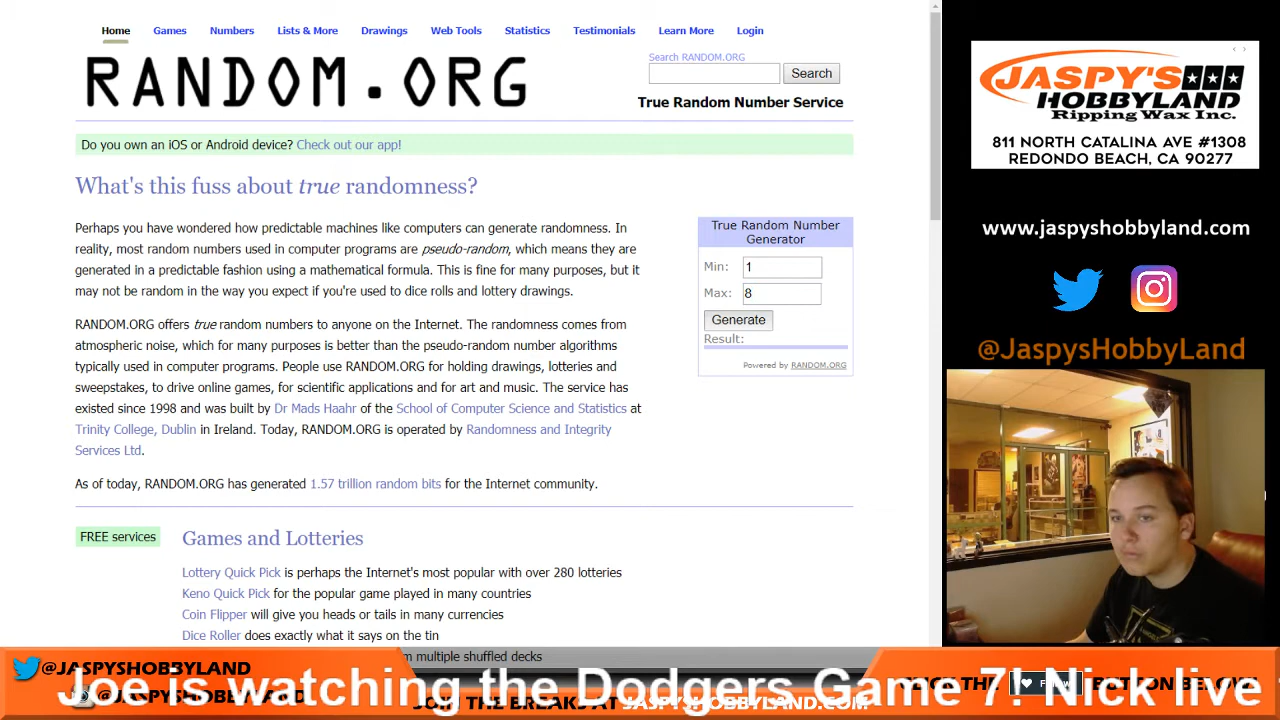 Home Games Numbers Lists & More Drawings Web Tools Statistics Testimonials Learn More Login
RANDOM.ORG
Search RANDOM.ORG
Search
True Random Number Service
Do you own an iOS or Android device? Check out our app!
What's this fuss about true randomness?
Perhaps you have wondered how predictable machines like computers can generate randomness. In
reality, most random numbers used in computer programs are pseudo-random, which means they are
generated in a predictable fashion using a mathematical formula. This is fine for many purposes, but it
may not be random in the way you expect if you're used to dice rolls and lottery drawings.
RANDOM.ORG offers true random numbers to anyone on the Internet. The randomness comes from
atmospheric noise, which for many purposes is better than the pseudo-random number algorithms
typically used in computer programs. People use RANDOM.ORG for holding drawings, lotteries and
sweepstakes, to drive online games, for scientific applications and for art and music. The service has
existed since 1998 and was built by Dr Mads Haahr of the School of Computer Science and Statistics at
Trinity College, Dublin in Ireland. Today, RANDOM.ORG is operated by Randomness and Integrity
Services Ltd.
As of today, RANDOM.ORG has generated 1.57 trillion random bits for the Internet community.
True Random Number
Generator
Min: 1
Max: 8
Generate
Result:
Powered by RANDOM.ORG
FREE services
Games and Lotteries
Lottery Quick Pick is perhaps the Internet's most popular with over 280 lotteries
Keno Quick Pick for the popular game played in many countries
Coin Flipper will give you heads or tails in many currencies
Dice Roller does exactly what it says on the tin
m multiple shuffled decks
JASPY'S
HOBBYLAND
Ripping Wax Inc.
811 NORTH CATALINA AVE #1308
REDONDO BEACH, CA 90277
www.jaspyshobbyland.com
@JaspysHobbyLand
@JASPYSHOBBYLAND
@JASPYSHOBBYLAND
Joe is watching the Dodgers Game 7! Nick live
JOIN THE BREAKS AT JASPYSHOBBYLAND.COM
CLICK THE Follow BUTTON BELOW